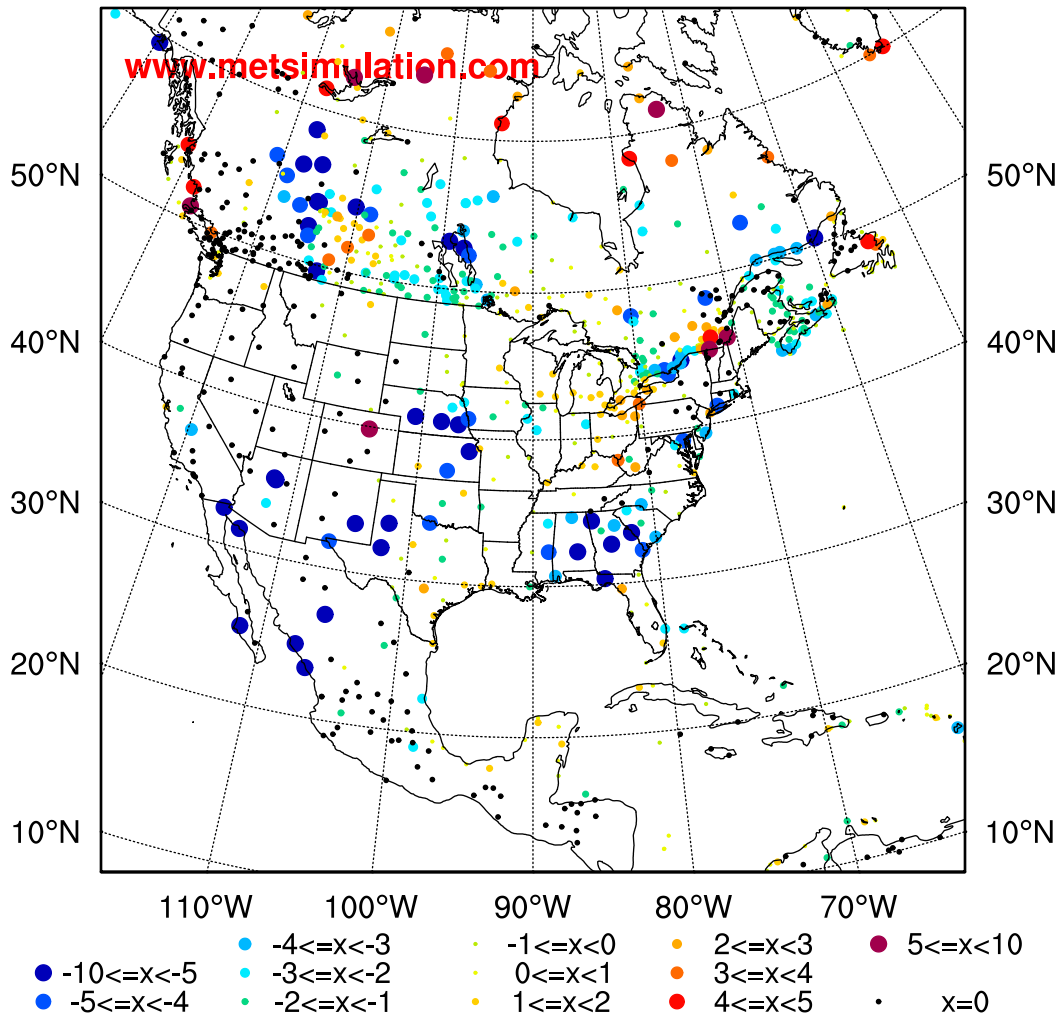 www.metsimulation.com
50°N 50°N
40°N 40°N
30°N 30°N
20°N 20°N
10°N 10°N
110°W 100°W 90°W 80°W 70°W
-4<=x<-3 -1<=x<0 2<=x<3 5<=x<10
-10<=x<-5 -3<=x<-2 0<=x<1 3<=x<4
-5<=x<-4 -2<=x<-1 1<=x<2 4<=x<5 x=0